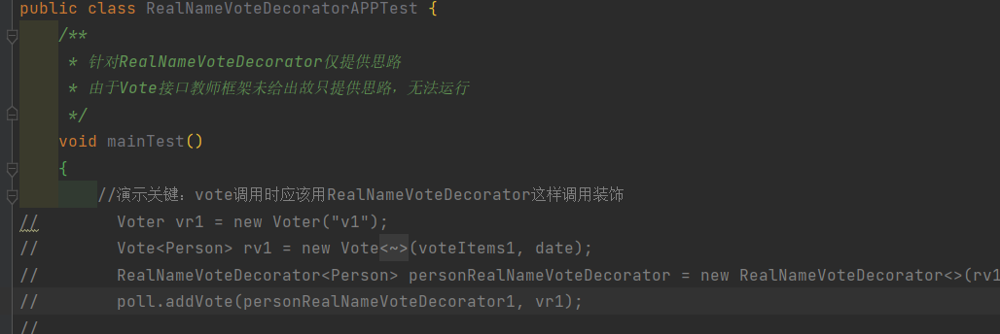 public class RealNameVoteDecoratorAPPTest {
/**
* 针对RealNameVoteDecorator仅提供思路
* 由于Vote接口教师框架未给出故只提供思路，无法运行
*/
void mainTest()
{
//演示关键：vote调用时应该用RealNameVoteDecorator这样调用装饰
// Voter vr1 = new Voter("v1");
// Vote<Person> rv1 = new Vote<~>(voteItems1, date);
// RealNameVoteDecorator<Person> personRealNameVoteDecorator = new RealNameVoteDecorator<>(rv1
// poll.addVote(personRealNameVoteDecorator1, vr1);
//